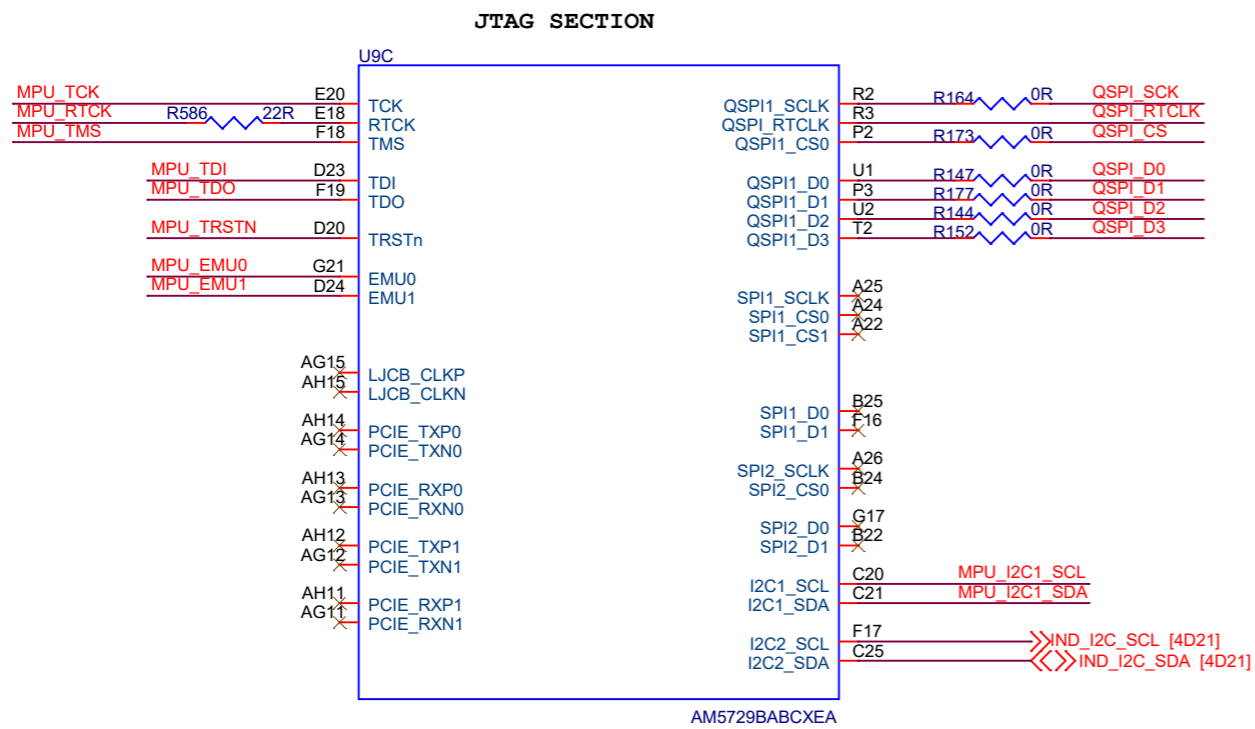 JTAG SECTION
U9C
MPU_TCK E20 TCK
MPU_RTCK R586 22R E18 RTCK
MPU_TMS F18 TMS
MPU_TDI D23 TDI
MPU_TDO F19 TDO
MPU_TRSTN D20 TRSTn
MPU_EMU0 G21 EMU0
MPU_EMU1 D24 EMU1
AG15 LJCB_CLKP
AH15 LJCB_CLKN
AH14 PCIE_TXP0
AG14 PCIE_TXN0
AH13 PCIE_RXP0
AG13 PCIE_RXN0
AH12 PCIE_TXP1
AG12 PCIE_TXN1
AH11 PCIE_RXP1
AG11 PCIE_RXN1
QSPI1_SCLK R2 R164 0R QSPI_SCK
QSPI_RTCLK R3 QSPI_RTCLK
QSPI1_CS0 P2 R173 0R QSPI_CS
QSPI1_D0 U1 R147 0R QSPI_D0
QSPI1_D1 P3 R177 0R QSPI_D1
QSPI1_D2 U2 R144 0R QSPI_D2
QSPI1_D3 T2 R152 0R QSPI_D3
SPI1_SCLK A25
SPI1_CS0 A24
SPI1_CS1 A22
SPI1_D0 B25
SPI1_D1 F16
SPI2_SCLK A26
SPI2_CS0 B24
SPI2_D0 G17
SPI2_D1 B22
I2C1_SCL C20 MPU_I2C1_SCL
I2C1_SDA C21 MPU_I2C1_SDA
I2C2_SCL F17 IND_I2C_SCL [4D21]
I2C2_SDA C25 IND_I2C_SDA [4D21]
AM5729BABCXEA